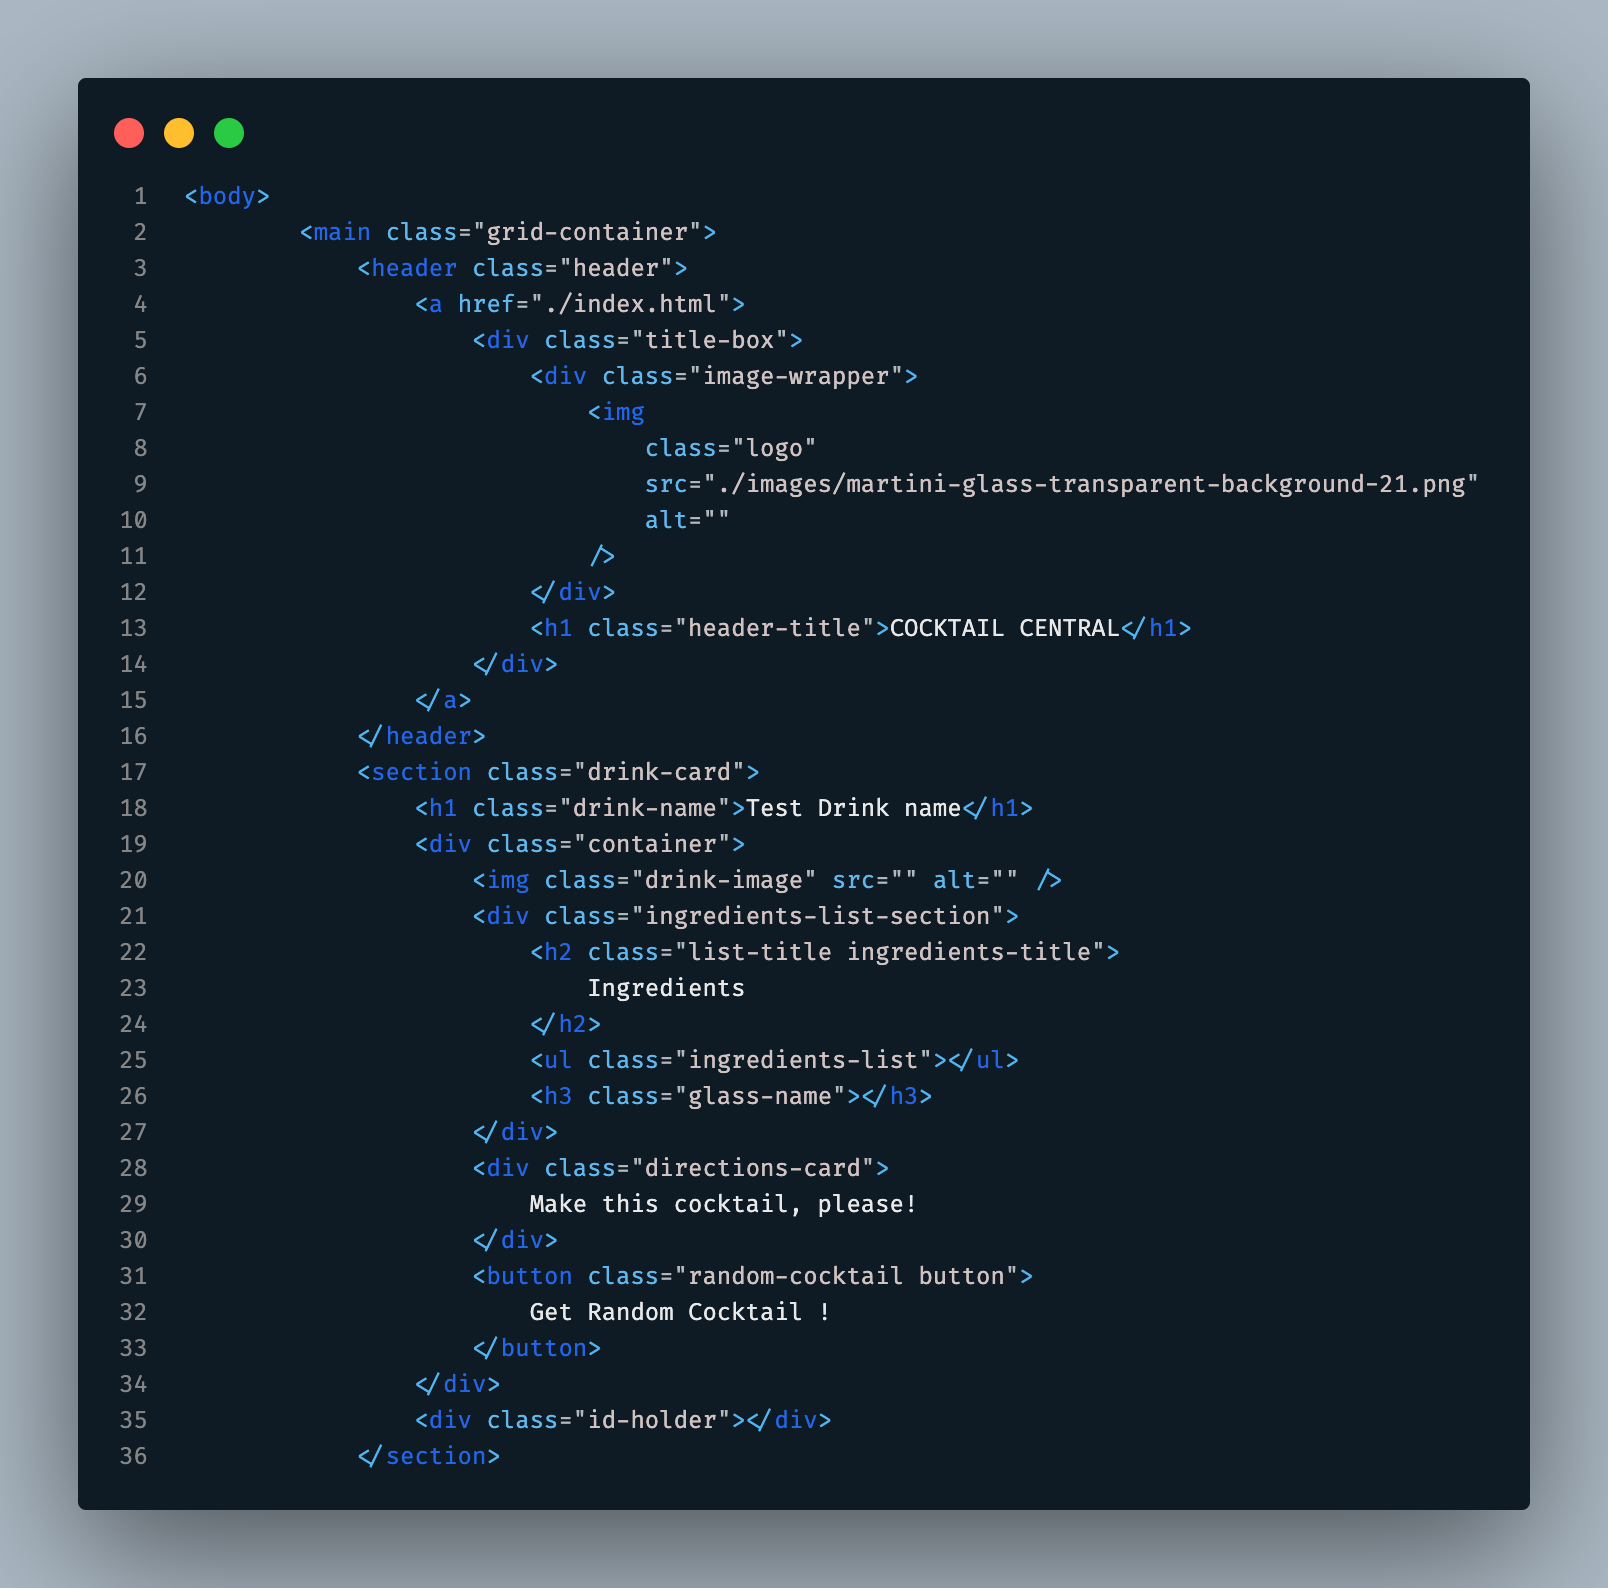 1 <body>
2         <main class="grid-container">
3             <header class="header">
4                 <a href="./index.html">
5                     <div class="title-box">
6                         <div class="image-wrapper">
7                             <img
8                                 class="logo"
9                                 src="./images/martini-glass-transparent-background-21.png"
10                                 alt=""
11                             />
12                         </div>
13                         <h1 class="header-title">COCKTAIL CENTRAL</h1>
14                     </div>
15                 </a>
16             </header>
17             <section class="drink-card">
18                 <h1 class="drink-name">Test Drink name</h1>
19                 <div class="container">
20                     <img class="drink-image" src="" alt="" />
21                     <div class="ingredients-list-section">
22                         <h2 class="list-title ingredients-title">
23                             Ingredients
24                         </h2>
25                         <ul class="ingredients-list"></ul>
26                         <h3 class="glass-name"></h3>
27                     </div>
28                     <div class="directions-card">
29                         Make this cocktail, please!
30                     </div>
31                     <button class="random-cocktail button">
32                         Get Random Cocktail !
33                     </button>
34                 </div>
35                 <div class="id-holder"></div>
36             </section>